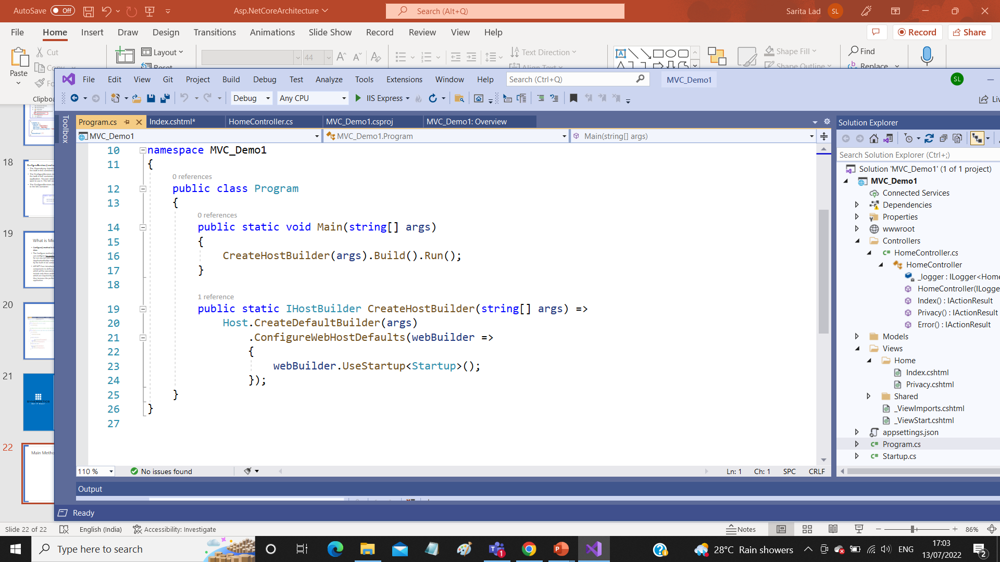 AutoSave Off
Asp.NetCoreArchitecture
Search (Alt+Q)
Sarita Lad SL
File Home Insert Draw Design Transitions Animations Slide Show Record Review View Help
Record Share
Paste
Cut
Copy
Layout
Reset
44
Text Direction
Align Text
Shape Fill
Shape Outline
Find
Replace
File Edit View Git Project Build Debug Test Analyze Tools Extensions Window Help
Search (Ctrl+Q)
MVC_Demo1
SL
Debug Any CPU IIS Express
Toolbox
Program.cs Index.cshtml* HomeController.cs MVC_Demo1.csproj MVC_Demo1: Overview
MVC_Demo1 MVC_Demo1.Program Main(string[] args)
10 namespace MVC_Demo1
11 {
0 references
12 public class Program
13 {
0 references
14 public static void Main(string[] args)
15 {
16 CreateHostBuilder(args).Build().Run();
17 }
18
1 reference
19 public static IHostBuilder CreateHostBuilder(string[] args) =>
20 Host.CreateDefaultBuilder(args)
21 .ConfigureWebHostDefaults(webBuilder =>
22 {
23 webBuilder.UseStartup<Startup>();
24 });
25 }
26 }
27
110 % No issues found
Ln: 1 Ch: 1 SPC CRLF
Output
Ready
Solution Explorer
Search Solution Explorer (Ctrl+;)
Solution 'MVC_Demo1' (1 of 1 project)
MVC_Demo1
Connected Services
Dependencies
Properties
wwwroot
Controllers
HomeController.cs
HomeController
_logger : ILogger<Home
HomeController(ILogge
Index() : IActionResult
Privacy() : IActionResult
Error() : IActionResult
Models
Views
Home
Index.cshtml
Privacy.cshtml
Shared
_ViewImports.cshtml
_ViewStart.cshtml
appsettings.json
Program.cs
Startup.cs
18
19
What is Mic
20
21
22
Main Metho
Slide 22 of 22 English (India) Accessibility: Investigate
Notes 86%
Type here to search
1
28°C Rain showers
ENG
17:03
13/07/2022
2